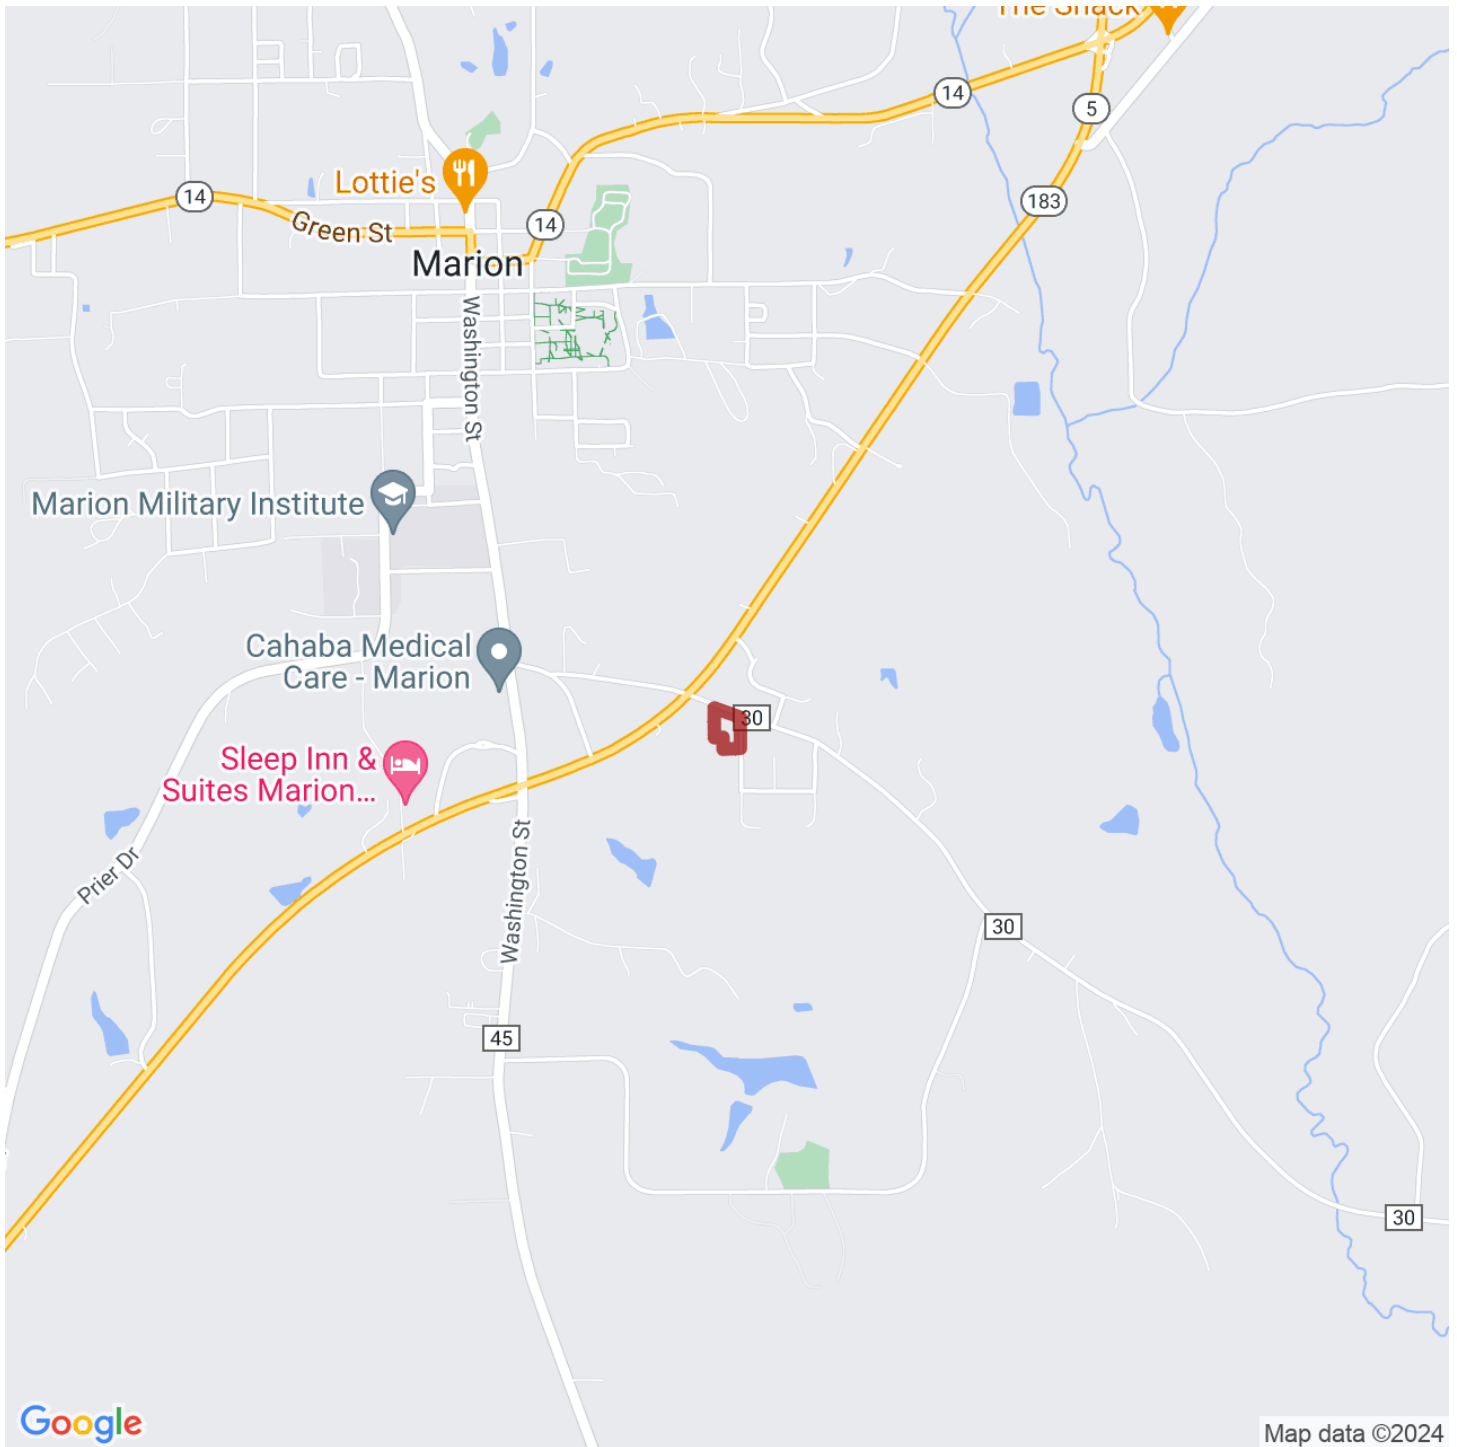 The Shack
14
5
Lottie's
14
183
Green St
14
Marion
Washington St
Marion Military Institute
Cahaba Medical
Care - Marion
30
Sleep Inn &
Suites Marion...
Prier Dr
Washington St
30
45
30
Google
Map data ©2024